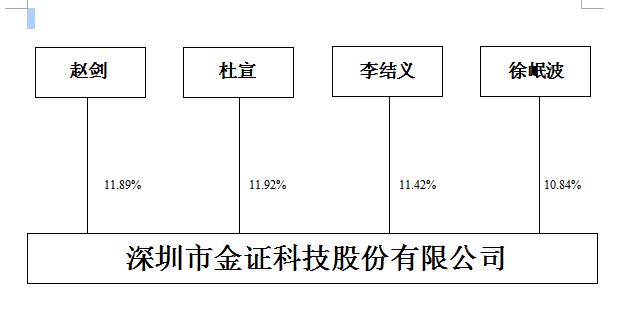 赵剑 杜宣 李结义 徐岷波
11.89% 11.92% 11.42% 10.84%
深圳市金证科技股份有限公司